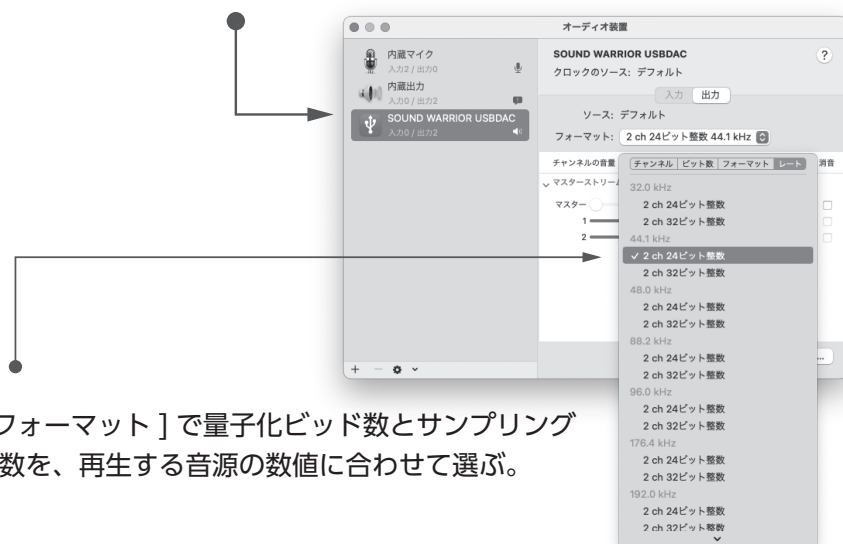 オーディオ装置
内蔵マイク
入力2 / 出力0
内蔵出力
入力0 / 出力2
SOUND WARRIOR USBDAC
入力0 / 出力2
SOUND WARRIOR USBDAC
?
クロックのソース: デフォルト
入力 出力
ソース: デフォルト
フォーマット: 2 ch 24ビット整数 44.1 kHz
チャンネルの音量
消音
チャンネル ビット数 フォーマット レート
マスターストリーム
マスター
1
2
32.0 kHz
2 ch 24ビット整数
2 ch 32ビット整数
44.1 kHz
✓ 2 ch 24ビット整数
2 ch 32ビット整数
48.0 kHz
2 ch 24ビット整数
2 ch 32ビット整数
88.2 kHz
2 ch 24ビット整数
2 ch 32ビット整数
96.0 kHz
2 ch 24ビット整数
2 ch 32ビット整数
176.4 kHz
2 ch 24ビット整数
2 ch 32ビット整数
192.0 kHz
2 ch 24ビット整数
2 ch 32ビット整数
...
フォーマット ] で量子化ビッド数とサンプリング
数を、再生する音源の数値に合わせて選ぶ。